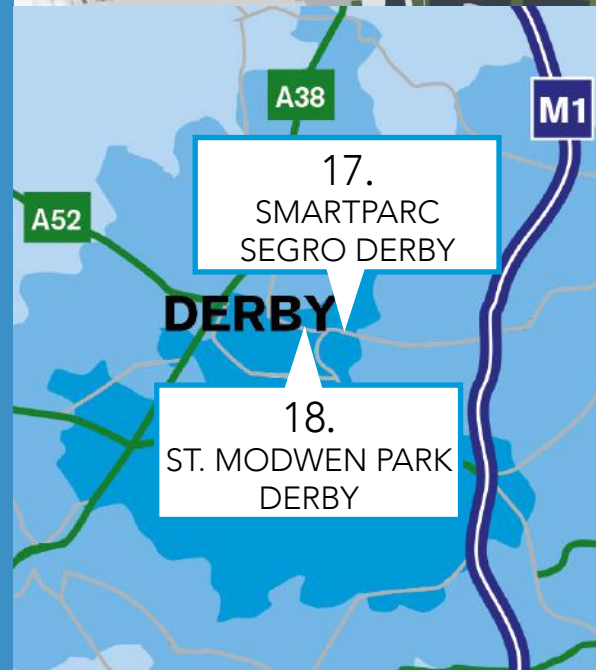 A38
M1
17.
SMARTPARC
SEGRO DERBY
A52
DERBY
18.
ST. MODWEN PARK
DERBY